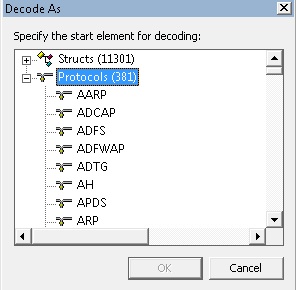 Decode As
Specify the start element for decoding:
Structs (11301)
Protocols (381)
AARP
ADCAP
ADFS
ADFWAP
ADTG
AH
APDS
ARP
OK
Cancel